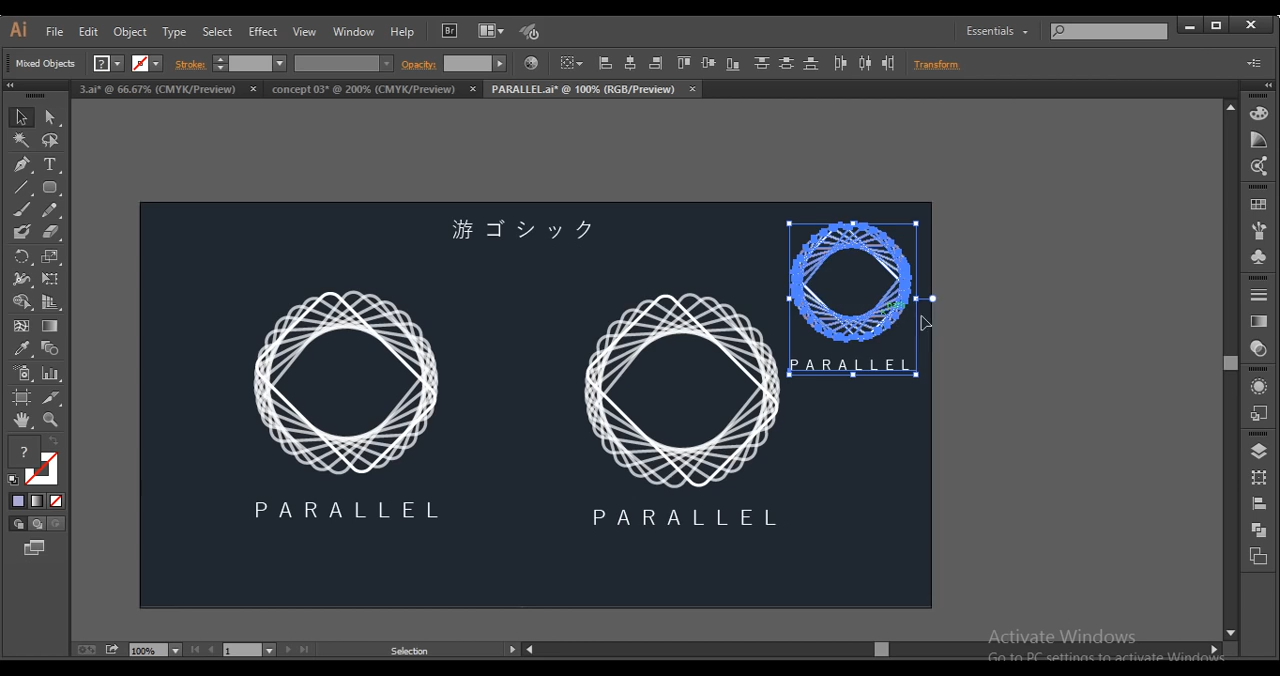 Ai File Edit Object Type Select Effect View Window Help Br Essentials
Mixed Objects ? Stroke: Opacity: Transform
3.ai* @ 66.67% (CMYK/Preview) × concept 03* @ 200% (CMYK/Preview) × PARALLEL.ai* @ 100% (RGB/Preview) ×
游ゴシック
PARALLEL
PARALLEL
PARALLEL
?
100% 1 Selection
Activate Windows
Go to PC settings to activate Windows.